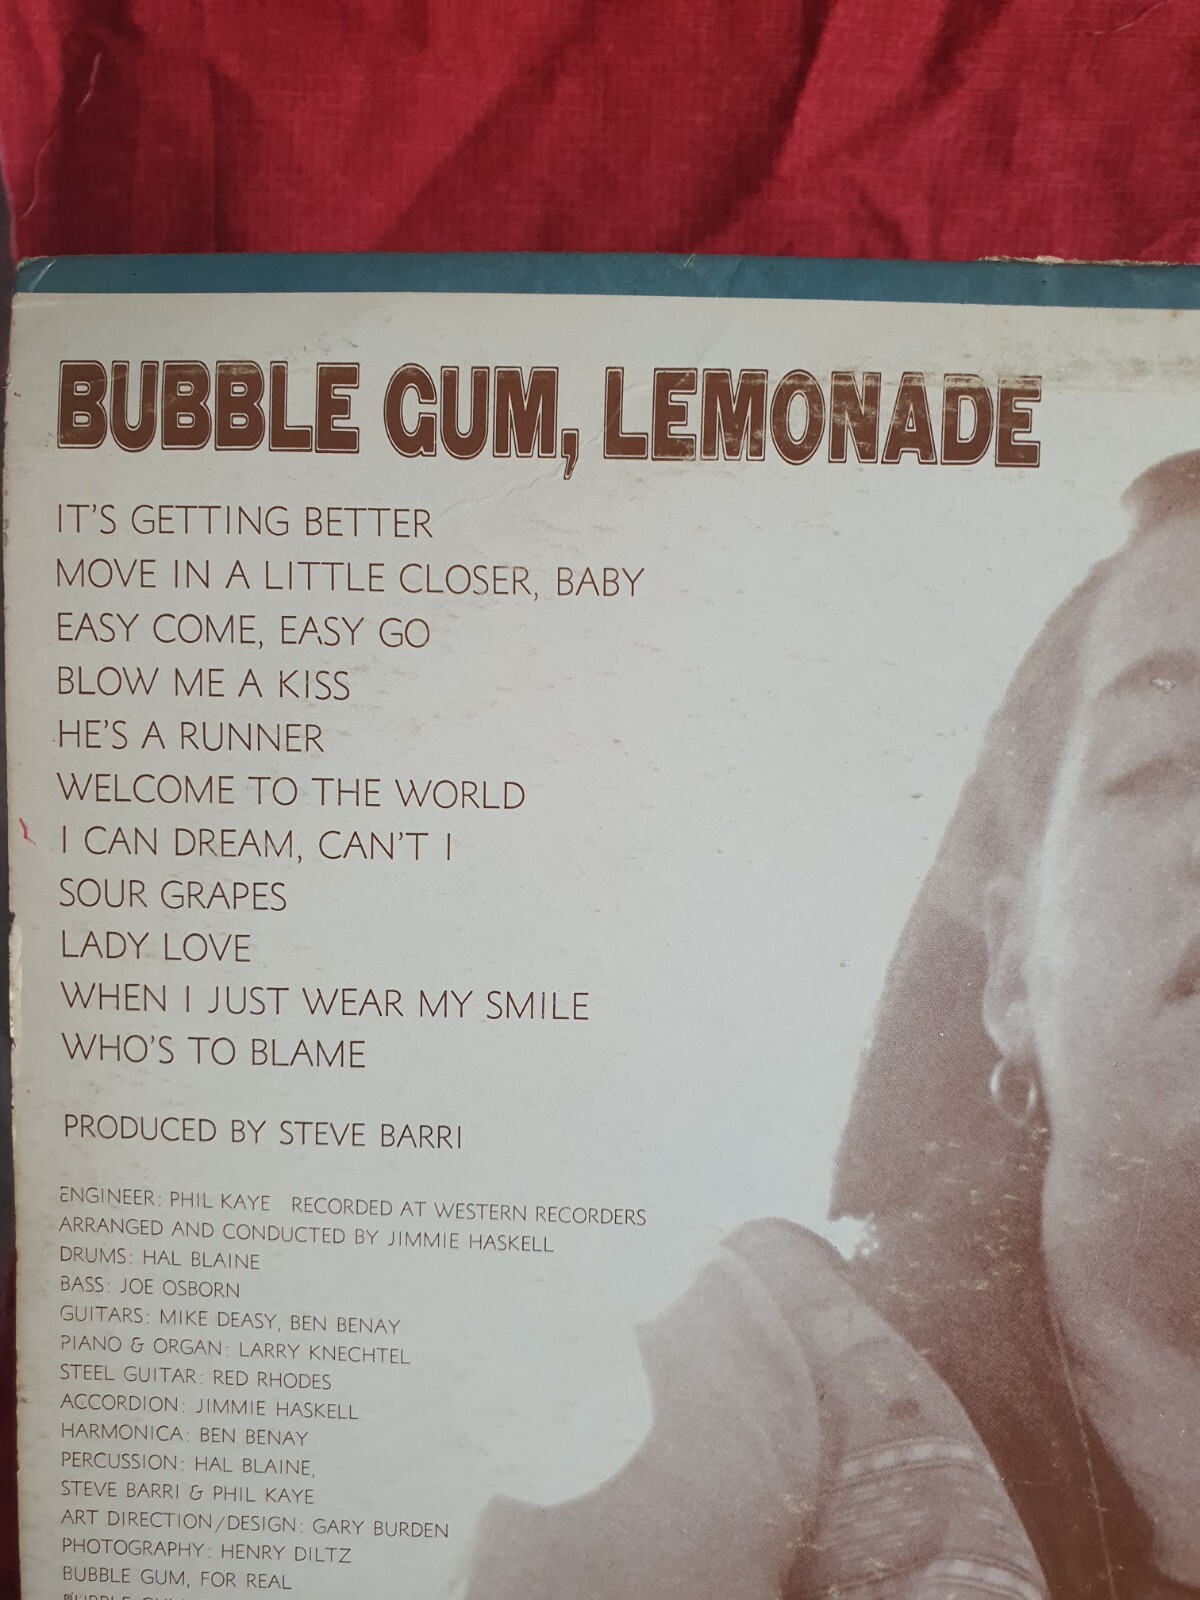 BUBBLE GUM, LEMONADE
IT'S GETTING BETTER
MOVE IN A LITTLE CLOSER, BABY
EASY COME, EASY GO
BLOW ME A KISS
HE'S A RUNNER
WELCOME TO THE WORLD
I CAN DREAM, CAN'T I
SOUR GRAPES
LADY LOVE
WHEN I JUST WEAR MY SMILE
WHO'S TO BLAME
PRODUCED BY STEVE BARRI
ENGINEER: PHIL KAYE RECORDED AT WESTERN RECORDERS
ARRANGED AND CONDUCTED BY JIMMIE HASKELL
DRUMS: HAL BLAINE
BASS: JOE OSBORN
GUITARS: MIKE DEASY, BEN BENAY
PIANO & ORGAN: LARRY KNECHTEL
STEEL GUITAR: RED RHODES
ACCORDION: JIMMIE HASKELL
HARMONICA: BEN BENAY
PERCUSSION: HAL BLAINE,
STEVE BARRI & PHIL KAYE
ART DIRECTION/DESIGN: GARY BURDEN
PHOTOGRAPHY: HENRY DILTZ
BUBBLE GUM, FOR REAL